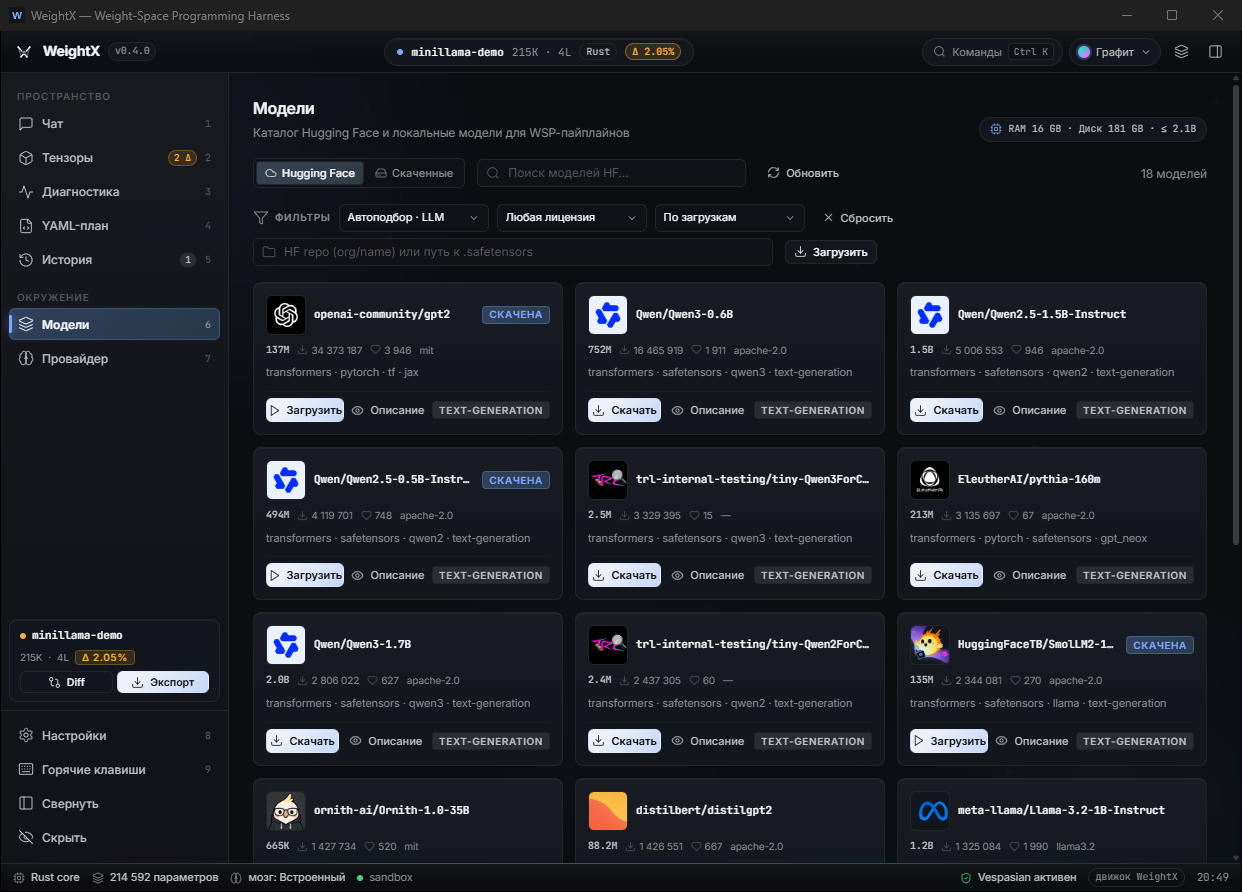 W WeightX — Weight-Space Programming Harness
WeightX v0.4.0
minillama-demo 215K · 4L Rust Δ 2.05%
Команды Ctrl K
Графит
ПРОСТРАНСТВО
Чат 1
Тензоры 2 Δ 2
Диагностика 3
YAML-план 4
История 1 5
ОКРУЖЕНИЕ
Модели 6
Провайдер 7
minillama-demo
215K · 4L Δ 2.05%
Diff Экспорт
Настройки 8
Горячие клавиши 9
Свернуть
Скрыть
Модели
Каталог Hugging Face и локальные модели для WSP-пайплайнов
RAM 16 GB · Диск 181 GB · ≤ 2.1B
Hugging Face Скаченные Поиск моделей HF... Обновить 18 моделей
ФИЛЬТРЫ Автоподбор · LLM Любая лицензия По загрузкам Сбросить
HF repo (org/name) или путь к .safetensors Загрузить
openai-community/gpt2 СКАЧЕНА
137M 34 373 187 3 946 mit
transformers · pytorch · tf · jax
Загрузить Описание TEXT-GENERATION
Qwen/Qwen3-0.6B
752M 16 465 919 1 911 apache-2.0
transformers · safetensors · qwen3 · text-generation
Скачать Описание TEXT-GENERATION
Qwen/Qwen2.5-1.5B-Instruct
1.5B 5 006 553 946 apache-2.0
transformers · safetensors · qwen2 · text-generation
Скачать Описание TEXT-GENERATION
Qwen/Qwen2.5-0.5B-Instr… СКАЧЕНА
494M 4 119 701 748 apache-2.0
transformers · safetensors · qwen2 · text-generation
Загрузить Описание TEXT-GENERATION
trl-internal-testing/tiny-Qwen3ForC…
2.5M 3 329 395 15 —
transformers · safetensors · qwen3 · text-generation
Скачать Описание TEXT-GENERATION
EleutherAI
EleutherAI/pythia-160m
213M 3 135 697 67 apache-2.0
transformers · pytorch · safetensors · gpt_neox
Скачать Описание TEXT-GENERATION
Qwen/Qwen3-1.7B
2.0B 2 806 022 627 apache-2.0
transformers · safetensors · qwen3 · text-generation
Скачать Описание TEXT-GENERATION
trl-internal-testing/tiny-Qwen2ForC…
2.4M 2 437 305 60 —
transformers · safetensors · qwen2 · text-generation
Скачать Описание TEXT-GENERATION
HuggingFaceTB/SmolLM2-1… СКАЧЕНА
135M 2 344 081 270 apache-2.0
transformers · safetensors · llama · text-generation
Загрузить Описание TEXT-GENERATION
ornith-ai/Ornith-1.0-35B
665K 1 427 734 520 mit
distilbert/distilgpt2
88.2M 1 426 551 667 apache-2.0
meta-llama/Llama-3.2-1B-Instruct
1.2B 1 325 084 1 990 llama3.2
Rust core 214 592 параметров мозг: Встроенный sandbox Vespasian активен движок WeightX 20:49